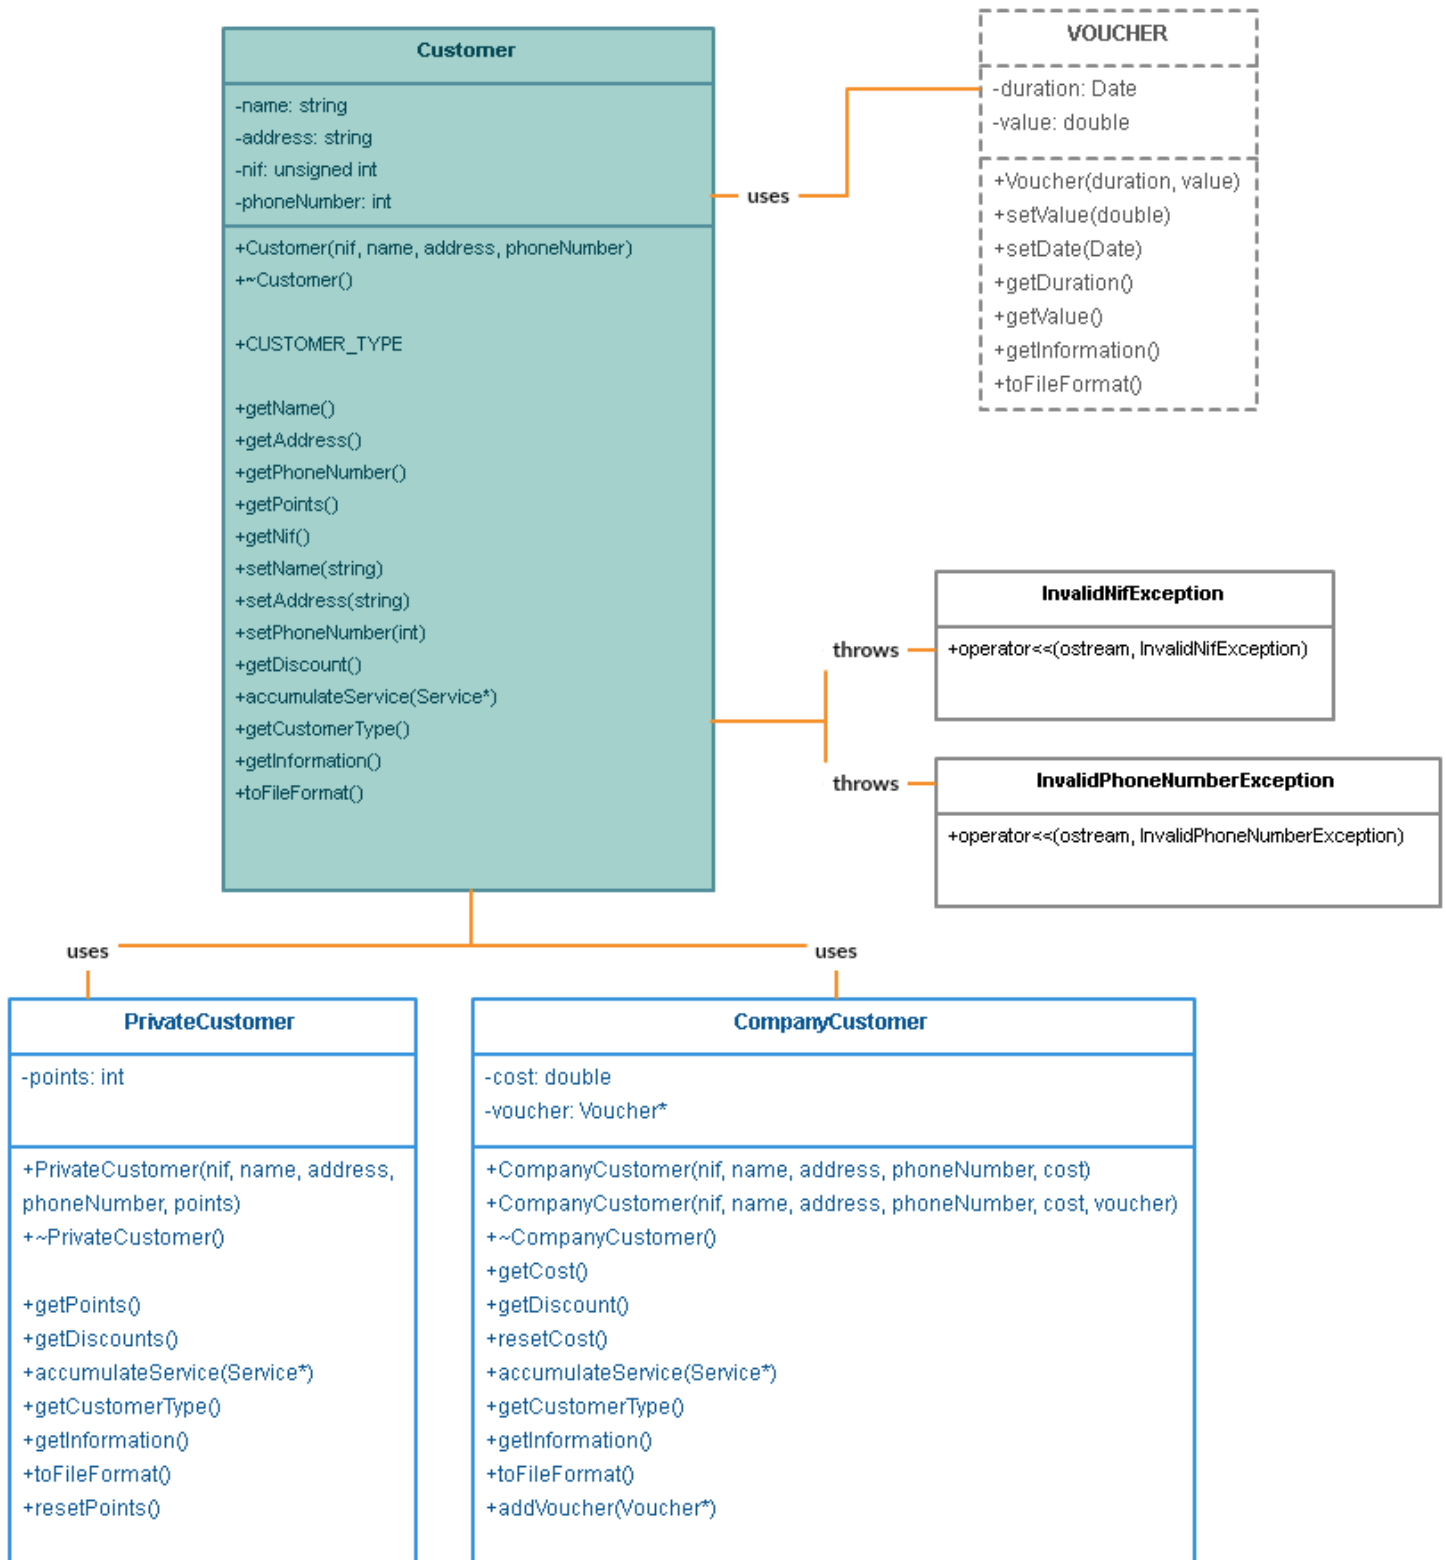 Customer
-name: string
-address: string
-nif: unsigned int
-phoneNumber: int
+Customer(nif, name, address, phoneNumber)
+~Customer()
+CUSTOMER_TYPE
+getName()
+getAddress()
+getPhoneNumber()
+getPoints()
+getNif()
+setName(string)
+setAddress(string)
+setPhoneNumber(int)
+getDiscount()
+accumulateService(Service*)
+getCustomerType()
+getInformation()
+toFileFormat()
uses
VOUCHER
-duration: Date
-value: double
+Voucher(duration, value)
+setValue(double)
+setDate(Date)
+getDuration()
+getValue()
+getInformation()
+toFileFormat()
throws
InvalidNifException
+operator<<(ostream, InvalidNifException)
throws
InvalidPhoneNumberException
+operator<<(ostream, InvalidPhoneNumberException)
uses
uses
PrivateCustomer
-points: int
+PrivateCustomer(nif, name, address,
phoneNumber, points)
+~PrivateCustomer()
+getPoints()
+getDiscounts()
+accumulateService(Service*)
+getCustomerType()
+getInformation()
+toFileFormat()
+resetPoints()
CompanyCustomer
-cost: double
-voucher: Voucher*
+CompanyCustomer(nif, name, address, phoneNumber, cost)
+CompanyCustomer(nif, name, address, phoneNumber, cost, voucher)
+~CompanyCustomer()
+getCost()
+getDiscount()
+resetCost()
+accumulateService(Service*)
+getCustomerType()
+getInformation()
+toFileFormat()
+addVoucher(Voucher*)